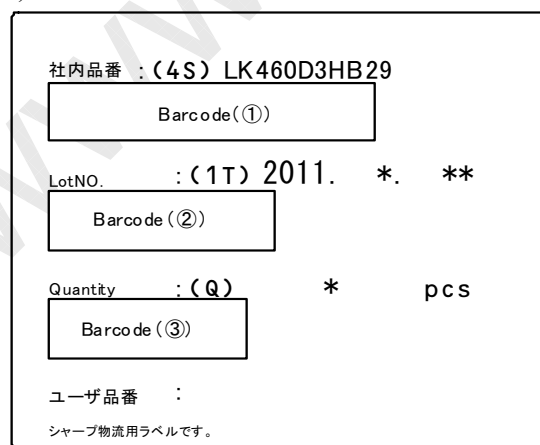 社内品番 :(4S) LK460D3HB29
Barcode(①)
LotNO. :(1T) 2011. *. **
Barcode(②)
Quantity :(Q) * pcs
Barcode(③)
ユーザ品番 :
シャープ物流用ラベルです。